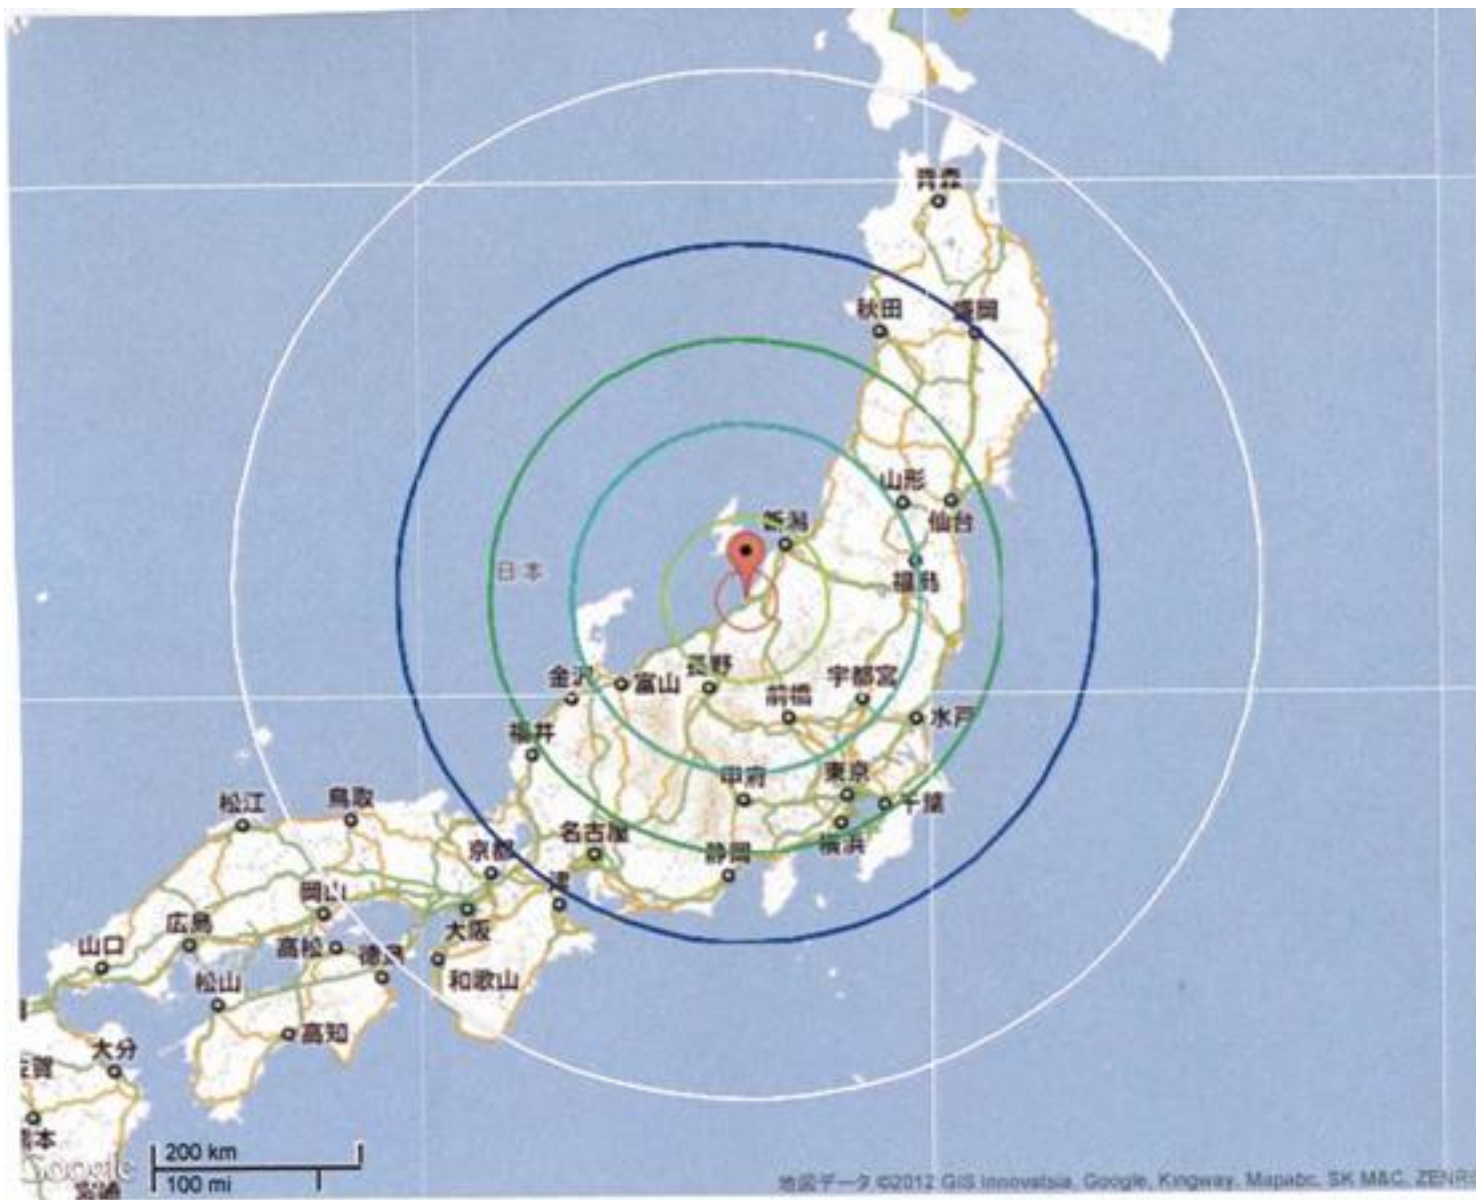 青森
秋田
盛岡
山形
仙台
新潟
福島
日本
金沢
富山
長野
前橋
宇都宮
水戸
福井
甲府
東京
千葉
横浜
松江
鳥取
京都
名古屋
静岡
津
岡山
大阪
広島
山口
高松
徳島
和歌山
松山
高知
大分
200 km
100 mi
Google
地図データ ©2012 GIS Innovatsia, Google, Kingway, Mapabc, SK M&C, ZENRI